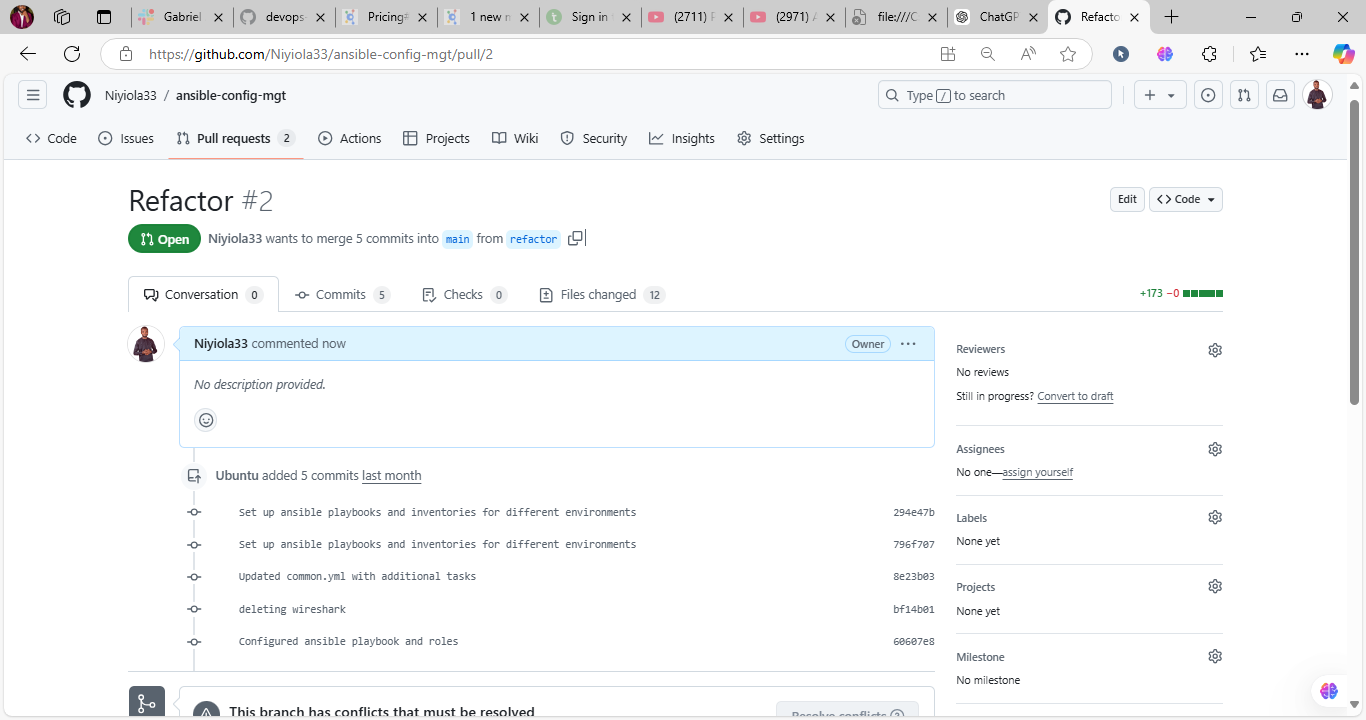 Gabriel
devops-
Pricing#
1 new m
Sign in
(2711) F
(2971) A
file:///C
ChatGP
Refacto
https://github.com/Niyiola33/ansible-config-mgt/pull/2
Niyiola33 / ansible-config-mgt
Type / to search
Code
Issues
Pull requests 2
Actions
Projects
Wiki
Security
Insights
Settings
Refactor #2
Edit
Code
Open
Niyiola33 wants to merge 5 commits into main from refactor
Conversation 0
Commits 5
Checks 0
Files changed 12
+173 −0
Niyiola33 commented now
Owner
No description provided.
Ubuntu added 5 commits last month
Set up ansible playbooks and inventories for different environments 294e47b
Set up ansible playbooks and inventories for different environments 796f707
Updated common.yml with additional tasks 8e23b03
deleting wireshark bf14b01
Configured ansible playbook and roles 60607e8
This branch has conflicts that must be resolved
Resolve conflicts
Reviewers
No reviews
Still in progress? Convert to draft
Assignees
No one—assign yourself
Labels
None yet
Projects
None yet
Milestone
No milestone